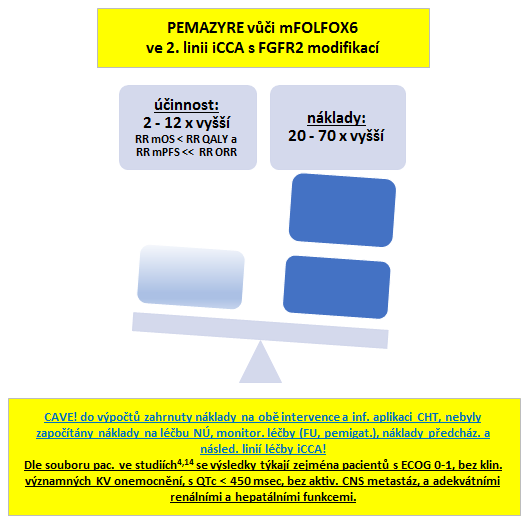 PEMAZYRE vůči mFOLFOX6
ve 2. linii iCCA s FGFR2 modifikací
účinnost:
2 - 12 x vyšší
RR mOS < RR QALY a
RR mPFS << RR ORR
náklady:
20 - 70 x vyšší
CAVE! do výpočtů zahrnuty náklady na obě intervence a inf. aplikaci CHT, nebyly
započítány náklady na léčbu NÚ, monitor. léčby (FU, pemigat.), náklady předcház. a
násled. linií léčby iCCA!
Dle souboru pac. ve studiích4,14 se výsledky týkají zejména pacientů s ECOG 0-1, bez klin.
významných KV onemocnění, s QTc < 450 msec, bez aktiv. CNS metastáz, a adekvátními
renálními a hepatálními funkcemi.